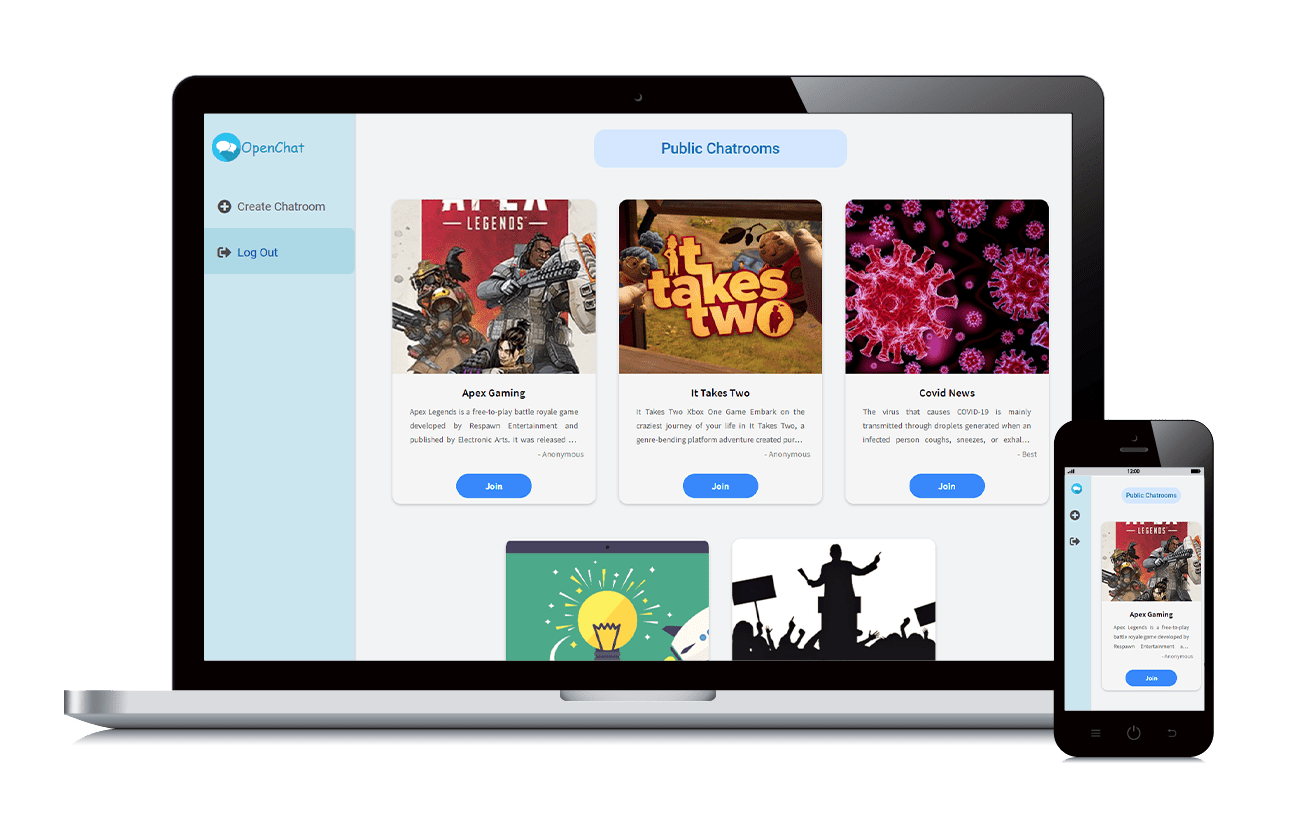 OpenChat
Create Chatroom
Log Out
Public Chatrooms
APEX
LEGENDS
Apex Gaming
Apex Legends is a free-to-play battle royale game
developed by Respawn Entertainment and
published by Electronic Arts. It was released ...
- Anonymous
Join
it
takes
two
It Takes Two
It Takes Two Xbox One Game Embark on the
craziest journey of your life in It Takes Two, a
genre-bending platform adventure created pur...
- Anonymous
Join
Covid News
The virus that causes COVID-19 is mainly
transmitted through droplets generated when an
infected person coughs, sneezes, or exhal...
- Best
Join
12:00
Public Chatrooms
APEX
LEGENDS
Apex Gaming
Apex Legends is a free-to-play
battle royale game developed by
Respawn Entertainment a...
- Anonymous
Join